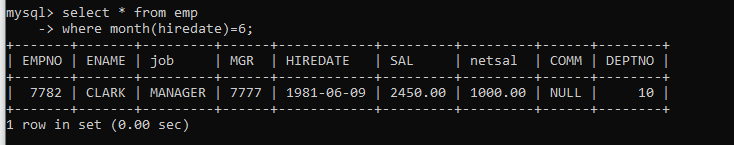 mysql> select * from emp
    -> where month(hiredate)=6;
+-------+-------+---------+------+------------+---------+---------+------+--------+
| EMPNO | ENAME | job     | MGR  | HIREDATE   | SAL     | netsal  | COMM | DEPTNO |
+-------+-------+---------+------+------------+---------+---------+------+--------+
|  7782 | CLARK | MANAGER | 7777 | 1981-06-09 | 2450.00 | 1000.00 | NULL |     10 |
+-------+-------+---------+------+------------+---------+---------+------+--------+
1 row in set (0.00 sec)